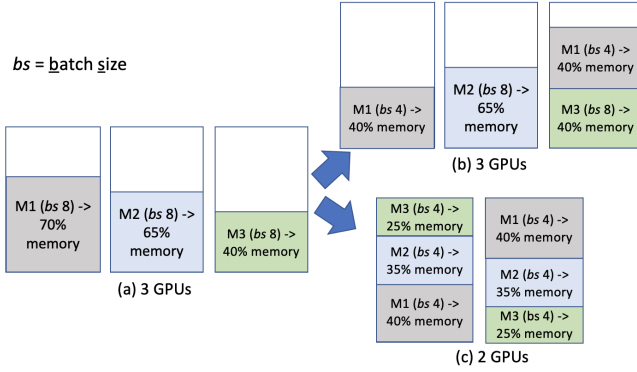 bs = batch size
M1 (bs 8) ->
70%
memory
M2 (bs 8) ->
65%
memory
M3 (bs 8) ->
40% memory
(a) 3 GPUs
M1 (bs 4) ->
40% memory
M2 (bs 8) ->
65%
memory
M1 (bs 4) ->
40% memory
M3 (bs 8) ->
40% memory
(b) 3 GPUs
M3 (bs 4) ->
25% memory
M2 (bs 4) ->
35% memory
M1 (bs 4) ->
40% memory
M1 (bs 4) ->
40% memory
M2 (bs 4) ->
35% memory
M3 (bs 4) ->
25% memory
(c) 2 GPUs